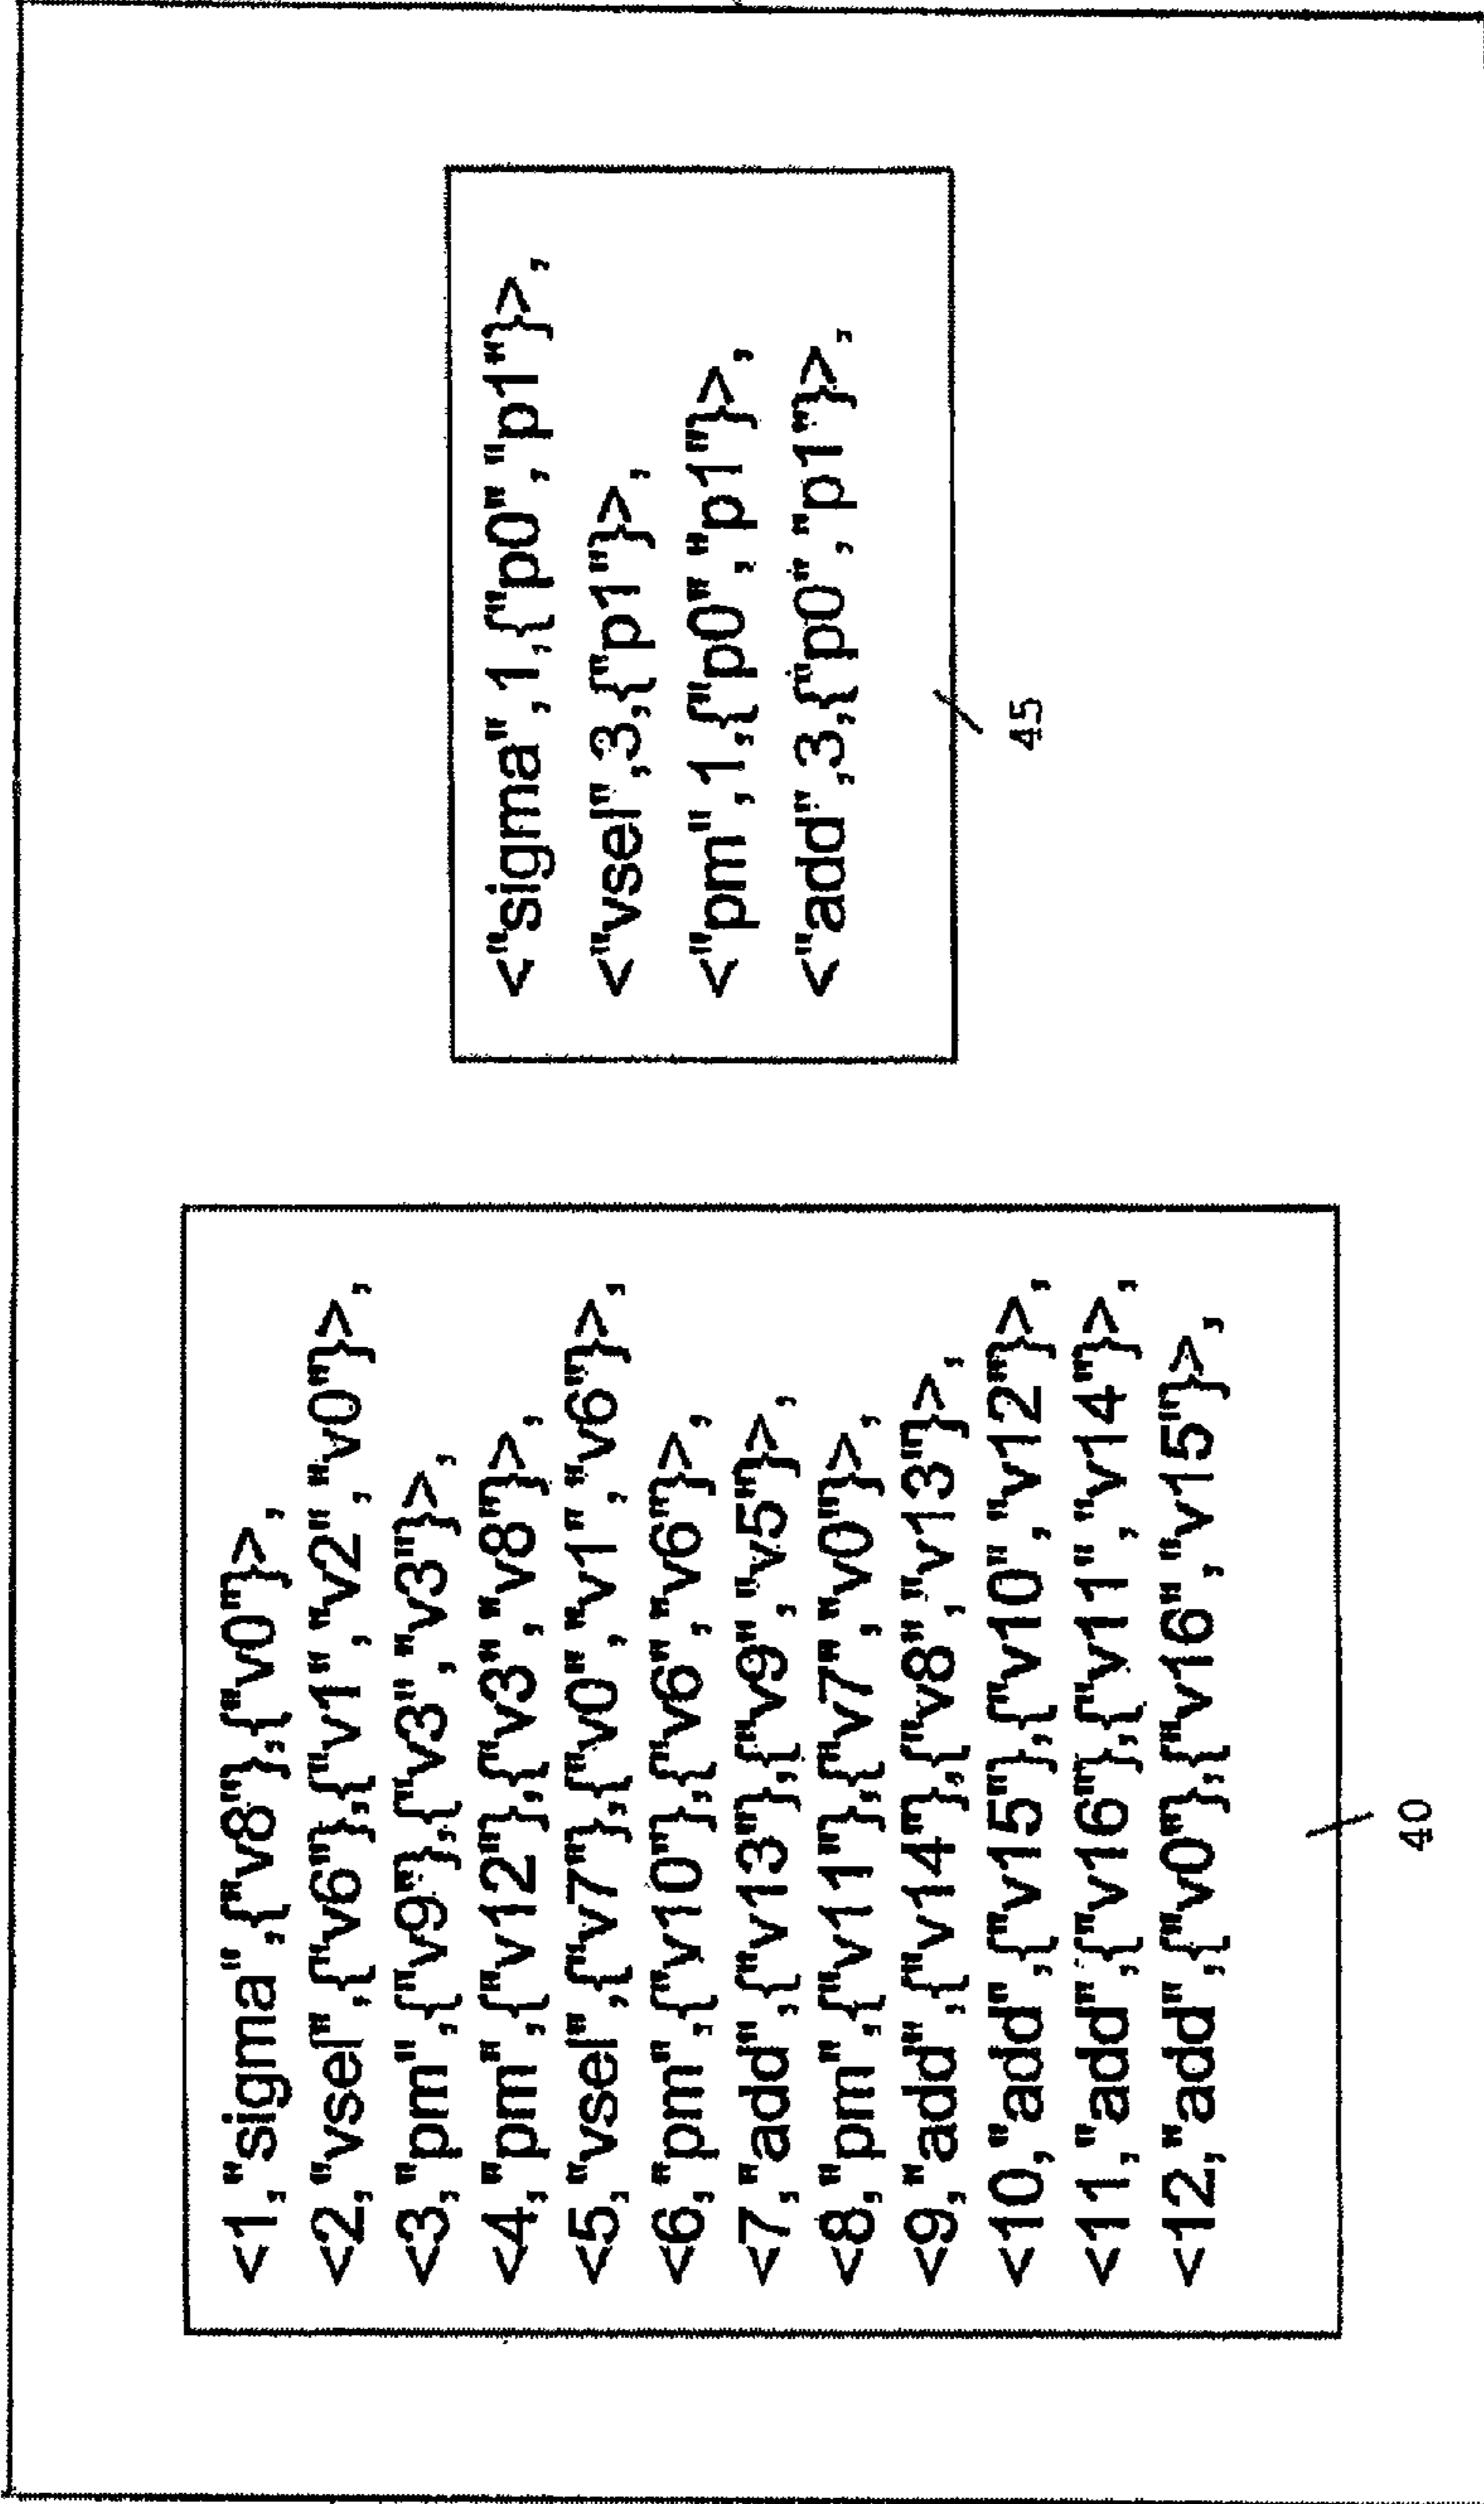 <1,"sigma",{"v8"},{"v0"}>,
<2,"vsel",{"v6"},{"v1","v2","v0"}>,
<3,"pm",{"v9"},{"v3","v3"}>,
<4,"pm",{"v12"},{"v3","v8"}>,
<5,"vsel",{"v7"},{"v0","v1","v6"}>,
<6,"pm",{"v10"},{"v6","v6"}>,
<7,"add",{"v13"},{"v9","v5"}>,
<8,"pm",{"v11"},{"v7","v0"}>,
<9,"add",{"v14"},{"v8","v13"}>,
<10,"add",{"v15"},{"v10","v12"}>,
<11,"add",{"v16"},{"v11","v14"}>,
<12,"add",{"v0"},{"v16","v15"}>,
40
<"sigma",1,{"p0","p1"}>,
<"vsel",3,{"p1"}>,
<"pm",1,{"p0","p1"}>,
<"add",3,{"p0","p1"}>,
45